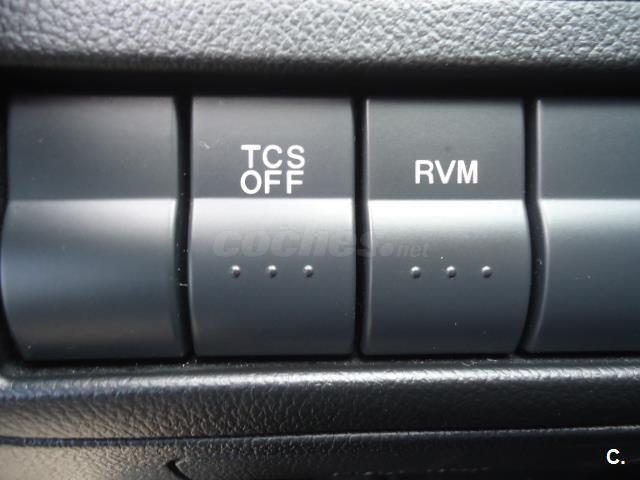 TCS
OFF
RVM
coches.net
C.